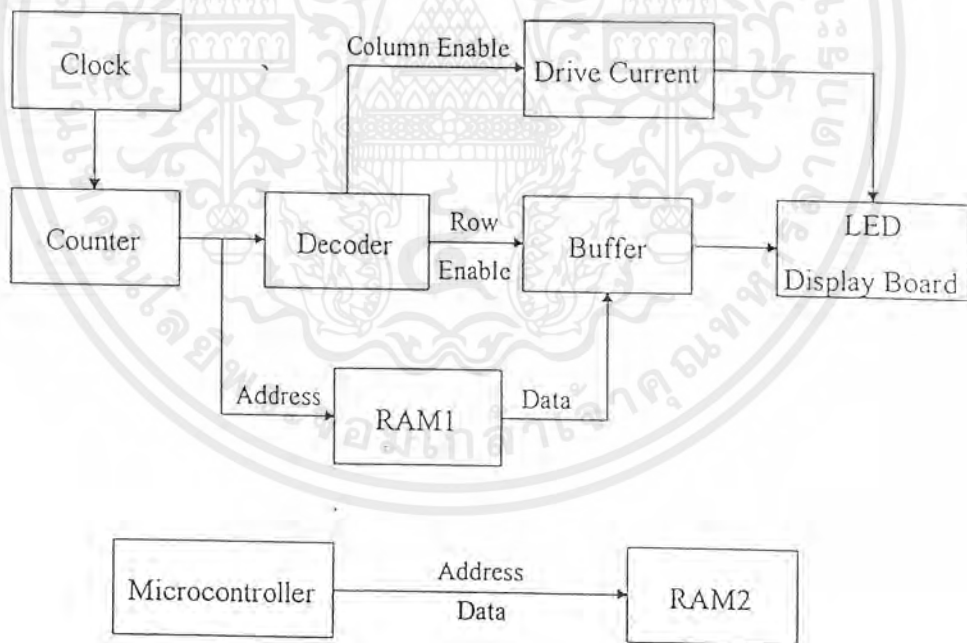 Clock
Column Enable
Drive Current
Counter
Decoder
Row
Enable
Buffer
LED
Display Board
Address
RAM1
Data
Microcontroller
Address
Data
RAM2